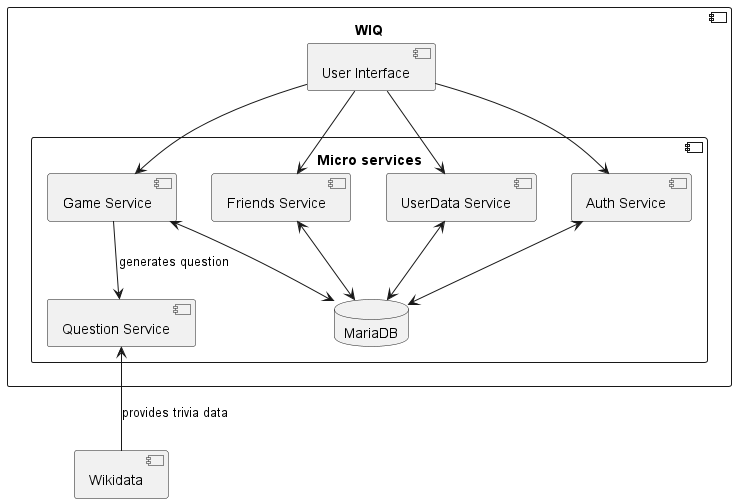 WIQ
User Interface
Micro services
Game Service
Friends Service
UserData Service
Auth Service
generates question
Question Service
MariaDB
provides trivia data
Wikidata